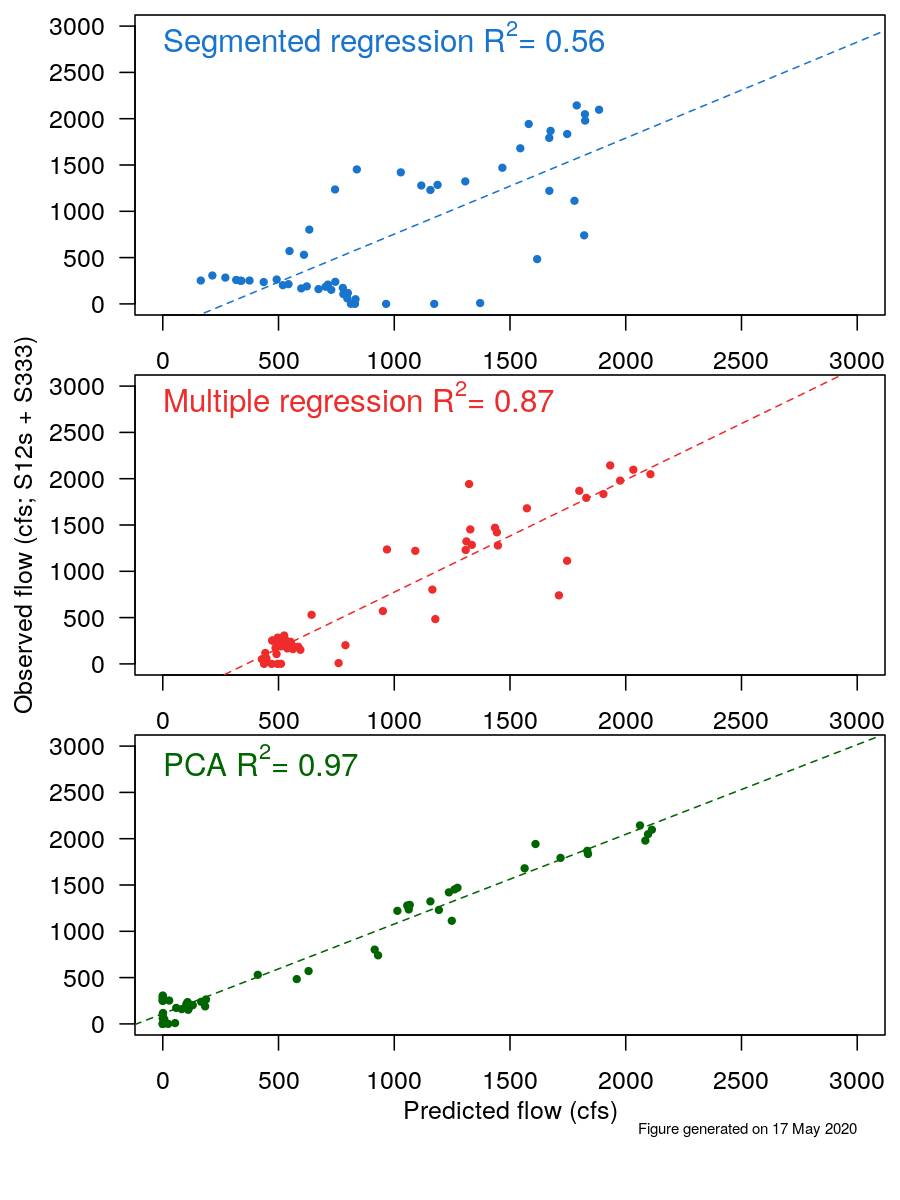 Segmented regression R²= 0.56
3000
2500
2000
1500
1000
500
0
0 500 1000 1500 2000 2500 3000
Multiple regression R²= 0.87
3000
2500
2000
1500
1000
500
0
0 500 1000 1500 2000 2500 3000
Observed flow (cfs; S12s + S333)
PCA R²= 0.97
3000
2500
2000
1500
1000
500
0
0 500 1000 1500 2000 2500 3000
Predicted flow (cfs)
Figure generated on 17 May 2020